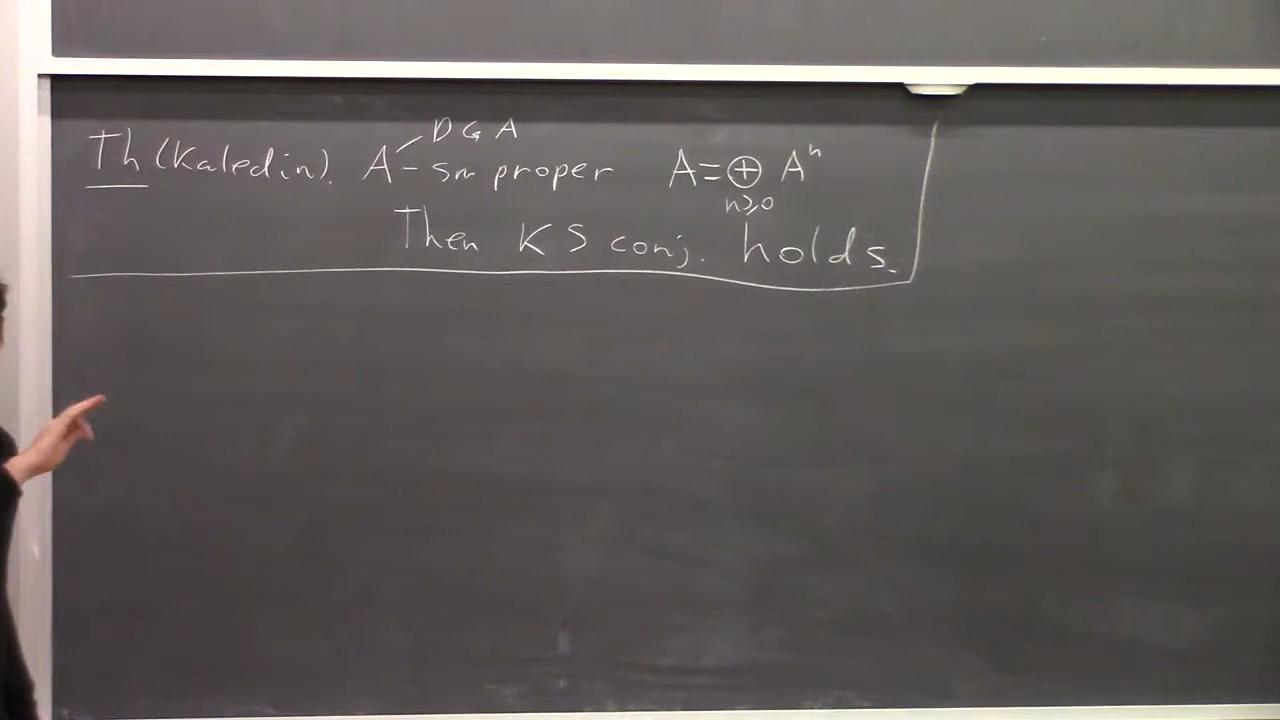 Th (Kaledin). A - sm proper A = ⊕ Aⁿ
DGA
n≥0
Then KS conj. holds.